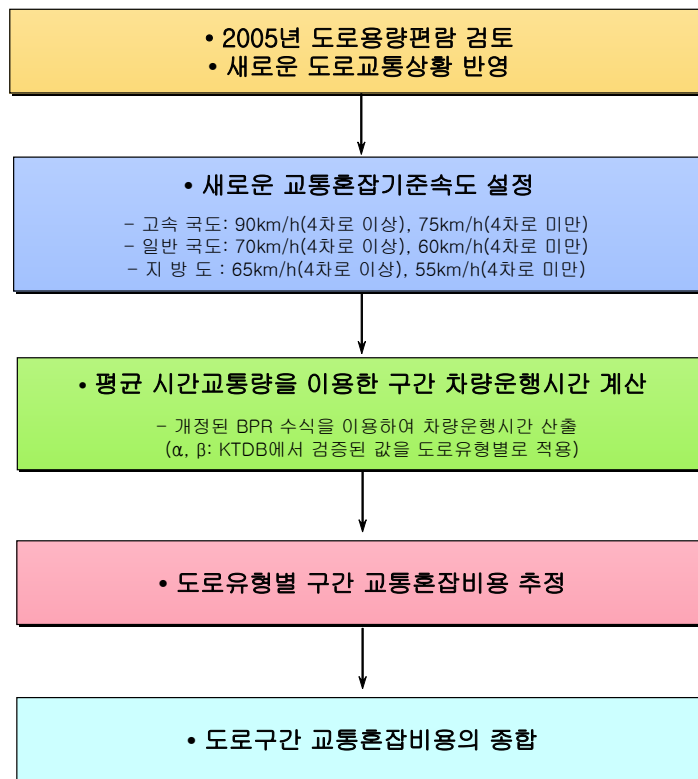 • 2005년 도로용량편람 검토
• 새로운 도로교통상황 반영
• 새로운 교통혼잡기준속도 설정
- 고속 국도: 90km/h(4차로 이상), 75km/h(4차로 미만)
- 일반 국도: 70km/h(4차로 이상), 60km/h(4차로 미만)
- 지 방 도 : 65km/h(4차로 이상), 55km/h(4차로 미만)
• 평균 시간교통량을 이용한 구간 차량운행시간 계산
- 개정된 BPR 수식을 이용하여 차량운행시간 산출
(α, β: KTDB에서 검증된 값을 도로유형별로 적용)
• 도로유형별 구간 교통혼잡비용 추정
• 도로구간 교통혼잡비용의 종합